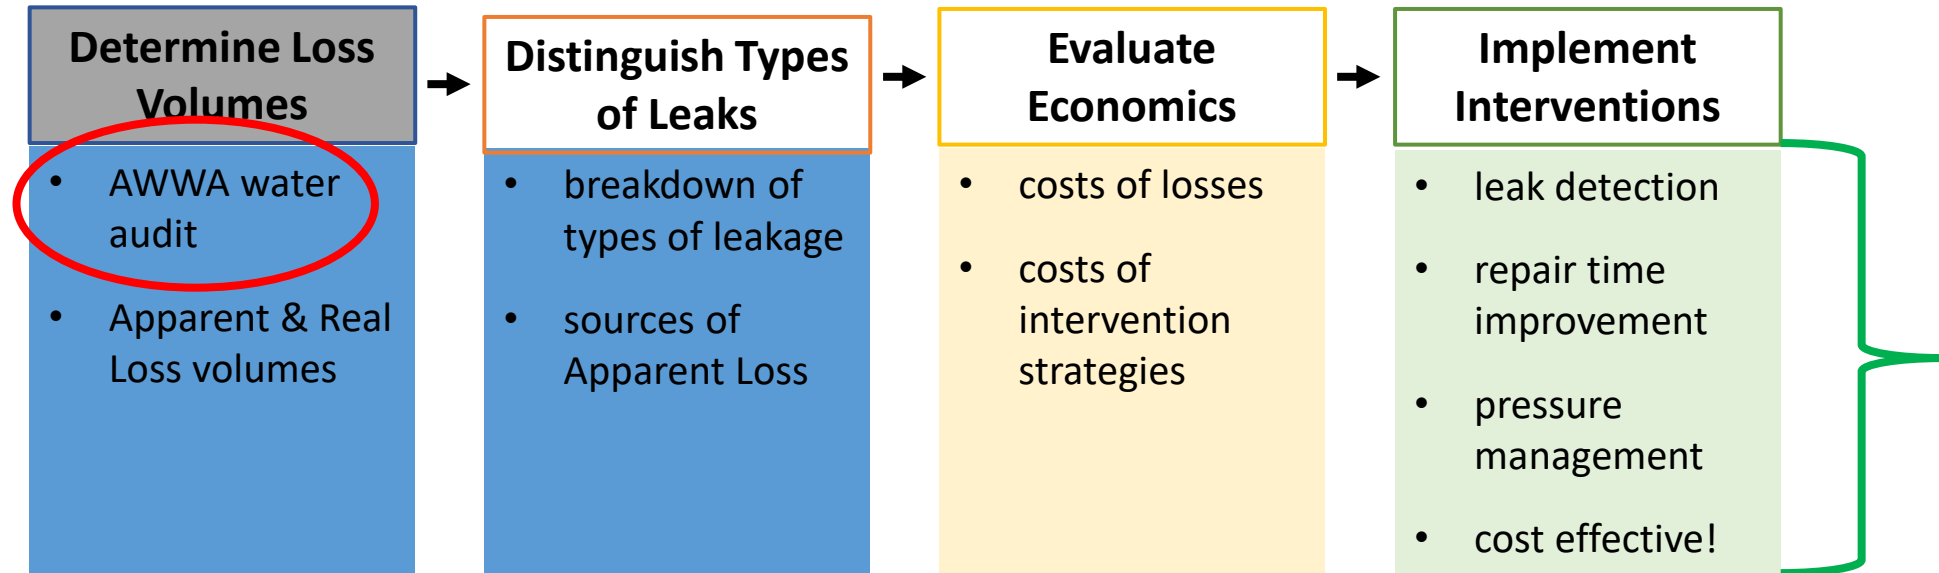 Determine Loss
Volumes
• AWWA water
audit
• Apparent & Real
Loss volumes
Distinguish Types
of Leaks
• breakdown of
types of leakage
• sources of
Apparent Loss
Evaluate
Economics
• costs of losses
• costs of
intervention
strategies
Implement
Interventions
• leak detection
• repair time
improvement
• pressure
management
• cost effective!